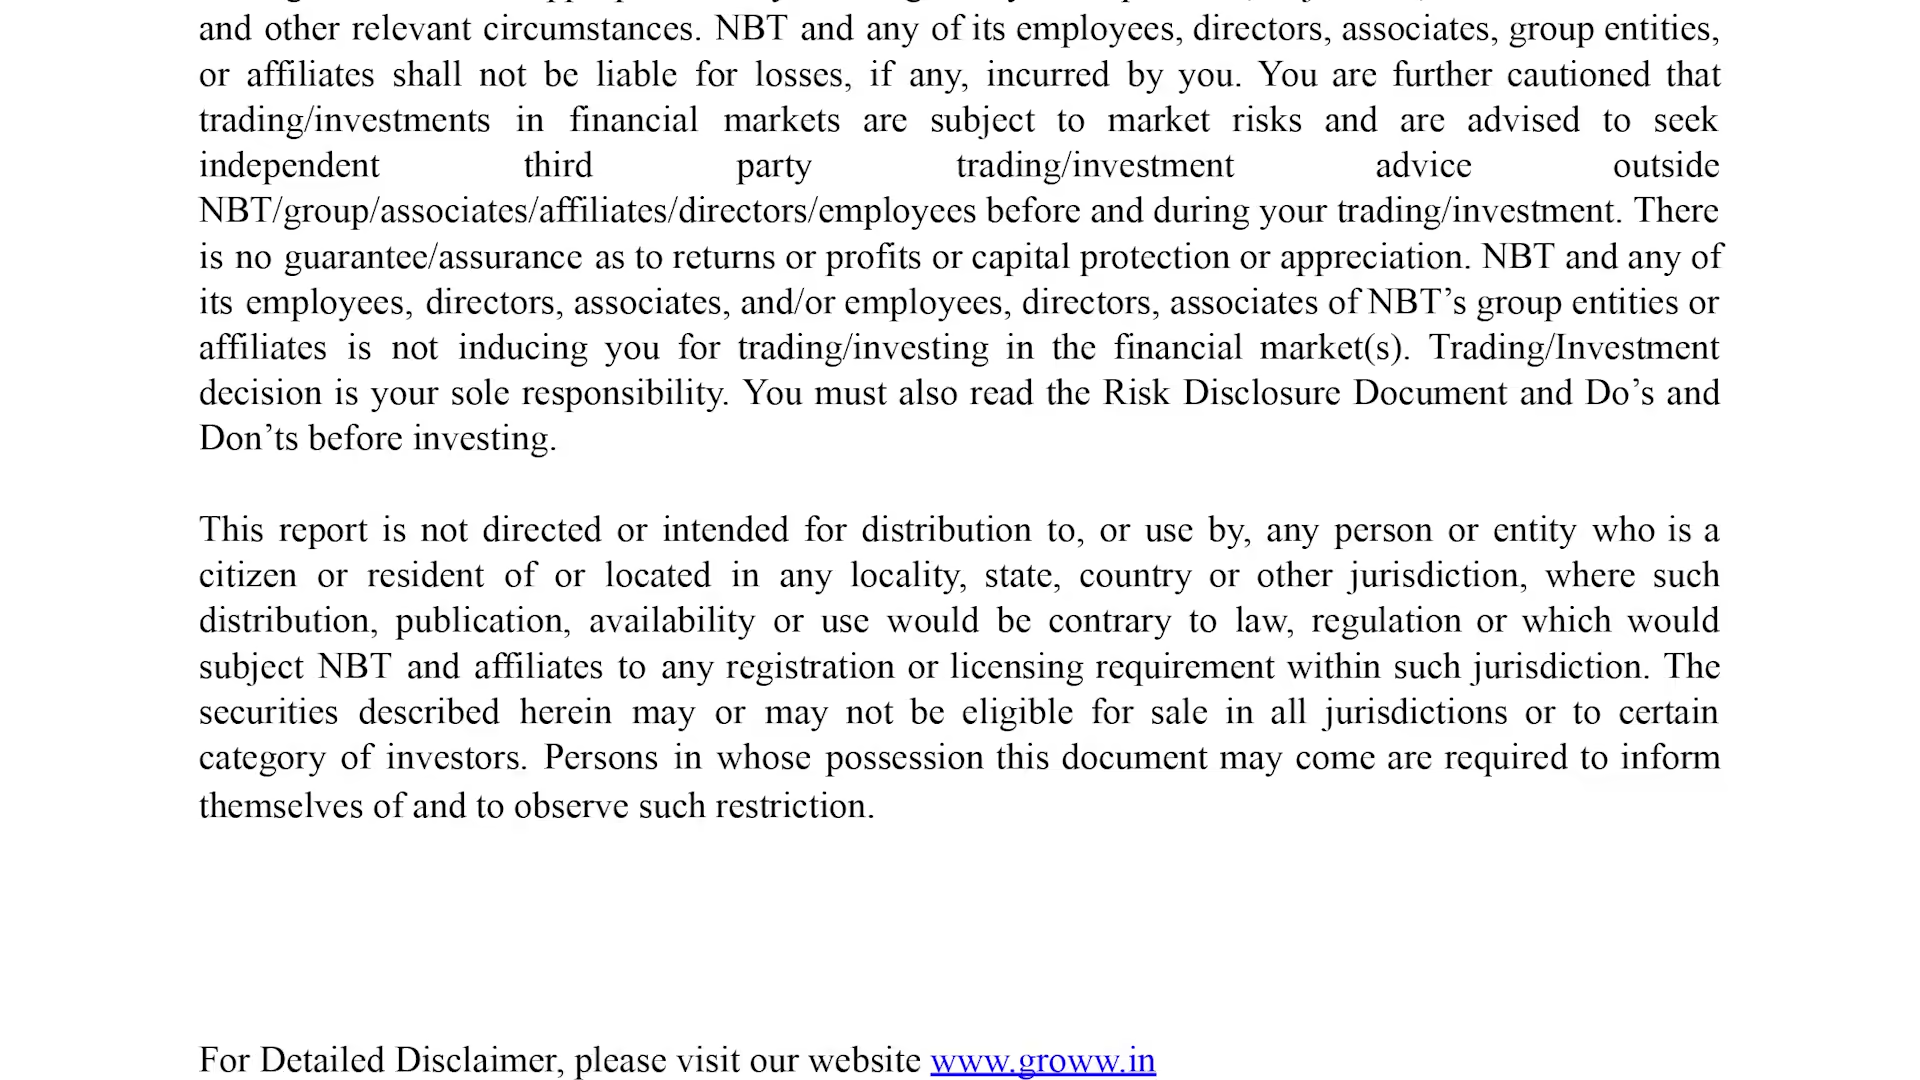 and other relevant circumstances. NBT and any of its employees, directors, associates, group entities,
or affiliates shall not be liable for losses, if any, incurred by you. You are further cautioned that
trading/investments in financial markets are subject to market risks and are advised to seek
independent third party trading/investment advice outside
NBT/group/associates/affiliates/directors/employees before and during your trading/investment. There
is no guarantee/assurance as to returns or profits or capital protection or appreciation. NBT and any of
its employees, directors, associates, and/or employees, directors, associates of NBT’s group entities or
affiliates is not inducing you for trading/investing in the financial market(s). Trading/Investment
decision is your sole responsibility. You must also read the Risk Disclosure Document and Do’s and
Don’ts before investing.
This report is not directed or intended for distribution to, or use by, any person or entity who is a
citizen or resident of or located in any locality, state, country or other jurisdiction, where such
distribution, publication, availability or use would be contrary to law, regulation or which would
subject NBT and affiliates to any registration or licensing requirement within such jurisdiction. The
securities described herein may or may not be eligible for sale in all jurisdictions or to certain
category of investors. Persons in whose possession this document may come are required to inform
themselves of and to observe such restriction.
For Detailed Disclaimer, please visit our website www.groww.in